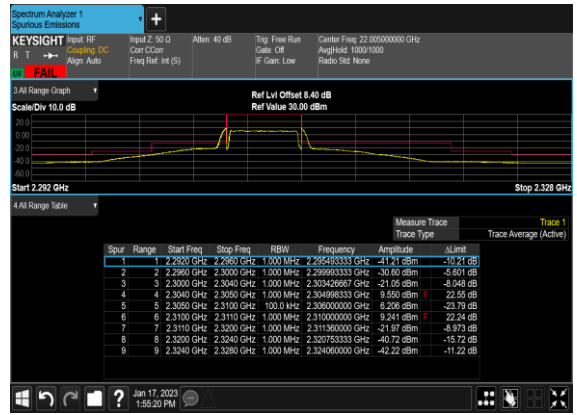 Spectrum Analyzer 1
Spurious Emissions
KEYSIGHT Input: RF Input Z: 50 Ω Atten: 40 dB Trig: Free Run Center Freq: 22.005000000 GHz
R T Coupling: DC Corr CCorr Gate: Off Avg|Hold: 1000/1000
Align: Auto Freq Ref: Int (S) IF Gain: Low Radio Std: None
FAIL
3 All Range Graph
Ref Lvl Offset 8.40 dB
Scale/Div 10.0 dB Ref Value 30.00 dBm
20.0
0.00
-20.0
-40.0
-60.0
Start 2.292 GHz Stop 2.328 GHz
4 All Range Table
Measure Trace Trace 1
Trace Type Trace Average (Active)
Spur Range Start Freq Stop Freq RBW Frequency Amplitude ΔLimit
1 1 2.2920 GHz 2.2960 GHz 1.000 MHz 2.295493333 GHz -41.21 dBm -10.21 dB
2 2 2.2960 GHz 2.3000 GHz 1.000 MHz 2.299993333 GHz -30.60 dBm -5.601 dB
3 3 2.3000 GHz 2.3040 GHz 1.000 MHz 2.303426667 GHz -21.05 dBm -8.048 dB
4 4 2.3040 GHz 2.3050 GHz 1.000 MHz 2.304998333 GHz 9.550 dBm F 22.55 dB
5 5 2.3050 GHz 2.3100 GHz 100.0 kHz 2.306000000 GHz 6.206 dBm -23.79 dB
6 6 2.3100 GHz 2.3110 GHz 1.000 MHz 2.310000000 GHz 9.241 dBm F 22.24 dB
7 7 2.3110 GHz 2.3200 GHz 1.000 MHz 2.311360000 GHz -21.97 dBm -8.973 dB
8 8 2.3200 GHz 2.3240 GHz 1.000 MHz 2.320753333 GHz -40.72 dBm -15.72 dB
9 9 2.3240 GHz 2.3280 GHz 1.000 MHz 2.324060000 GHz -42.22 dBm -11.22 dB
Jan 17, 2023
1:55:20 PM